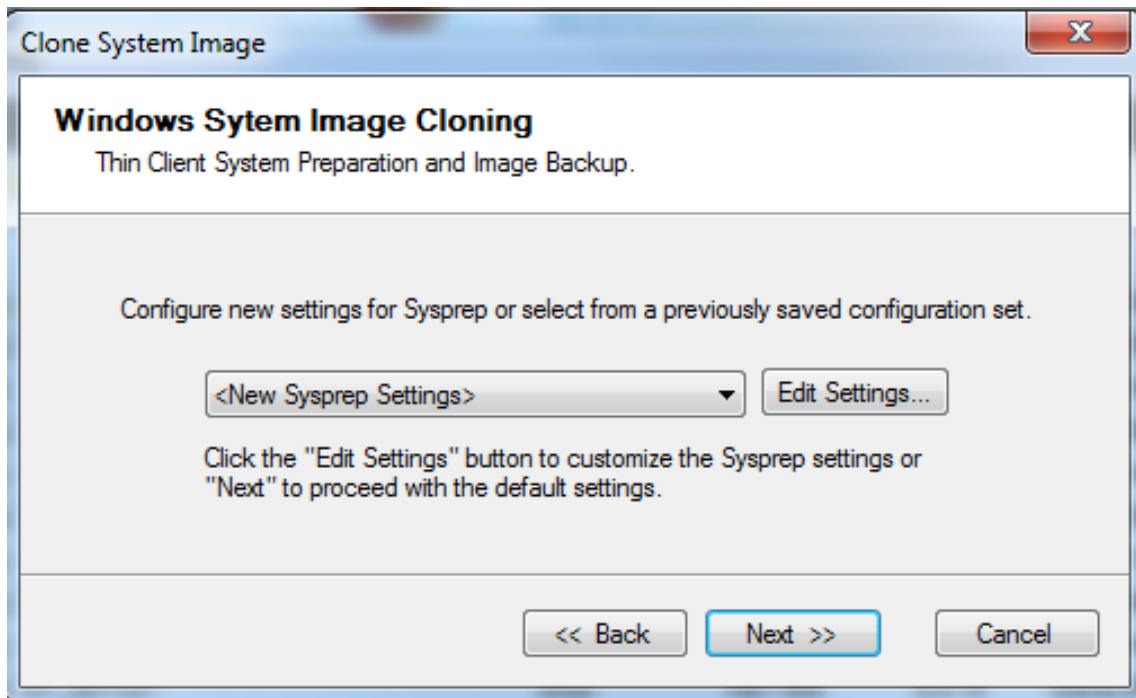 Clone System Image
X
Windows Sytem Image Cloning
Thin Client System Preparation and Image Backup.
Configure new settings for Sysprep or select from a previously saved configuration set.
<New Sysprep Settings>
Edit Settings...
Click the "Edit Settings" button to customize the Sysprep settings or
"Next" to proceed with the default settings.
<< Back
Next >>
Cancel